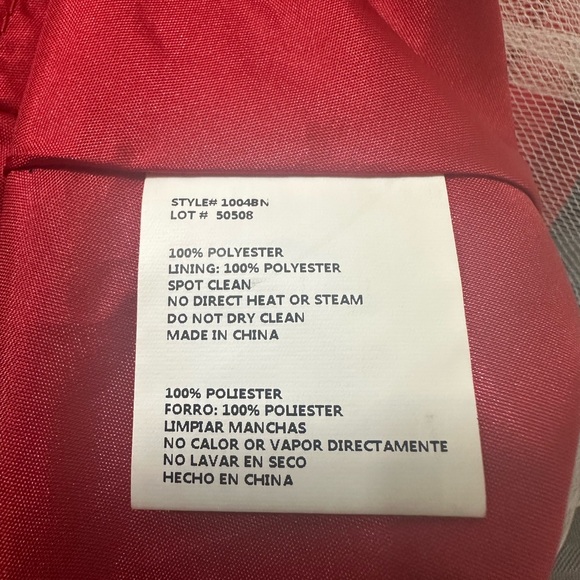 STYLE# 1004BN
LOT # 50508
100% POLYESTER
LINING: 100% POLYESTER
SPOT CLEAN
NO DIRECT HEAT OR STEAM
DO NOT DRY CLEAN
MADE IN CHINA
100% POLIESTER
FORRO: 100% POLIESTER
LIMPIAR MANCHAS
NO CALOR OR VAPOR DIRECTAMENTE
NO LAVAR EN SECO
HECHO EN CHINA